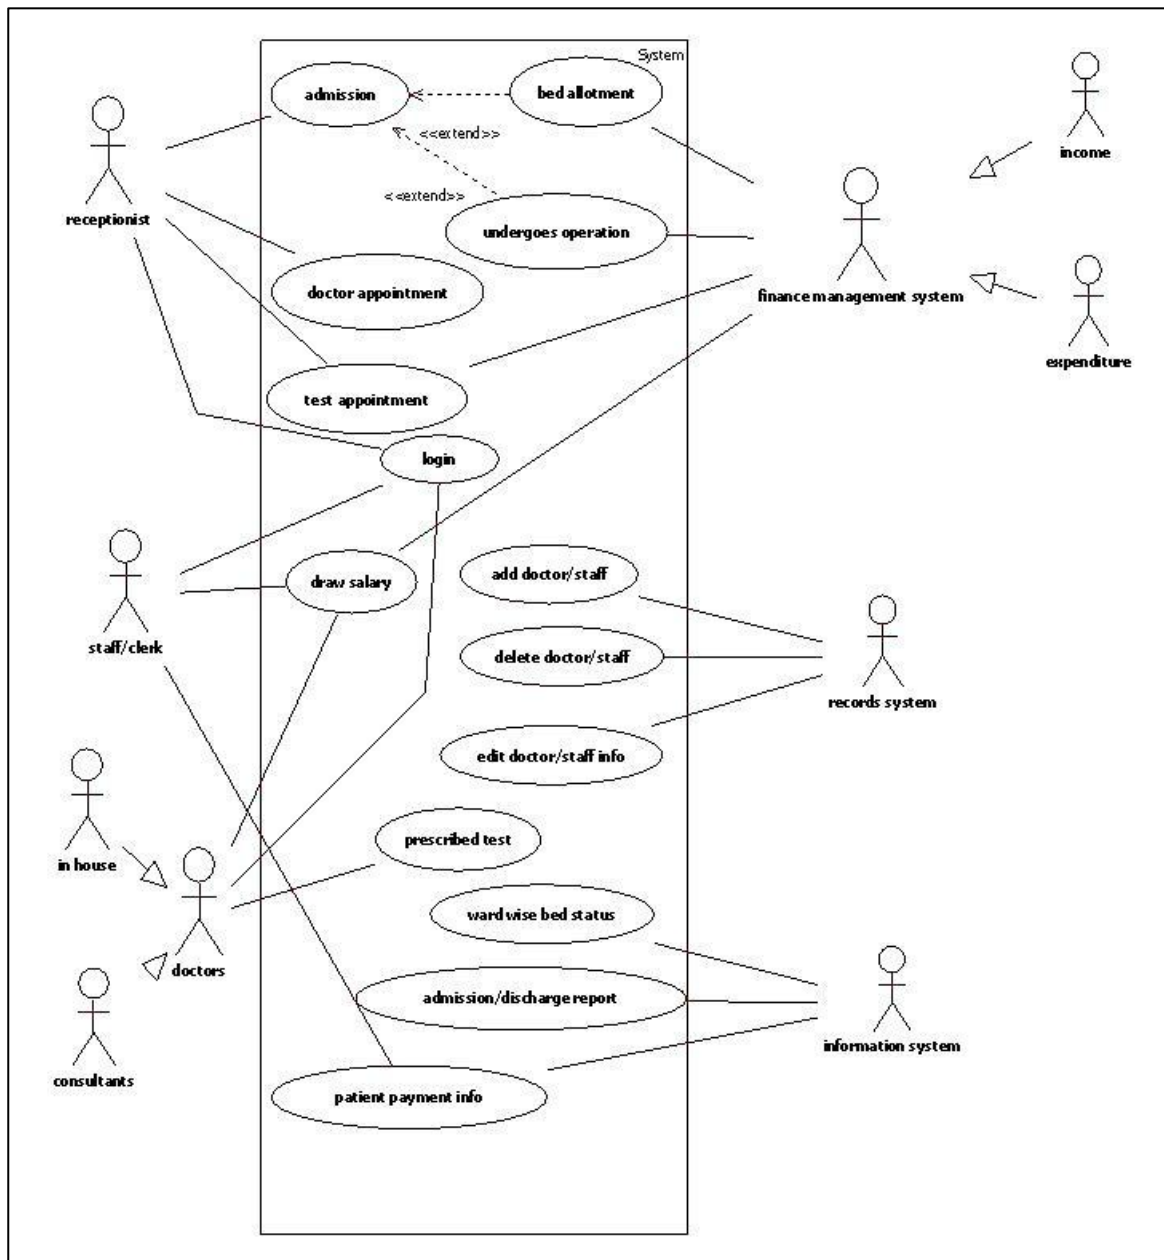 System
admission
bed allotment
income
<<extend>>
<<extend>>
receptionist
undergoes operation
doctor appointment
finance management system
expenditure
test appointment
login
add doctor/staff
draw salary
staff/clerk
delete doctor/staff
records system
edit doctor/staff info
prescribed test
in house
ward wise bed status
doctors
admission/discharge report
information system
consultants
patient payment info